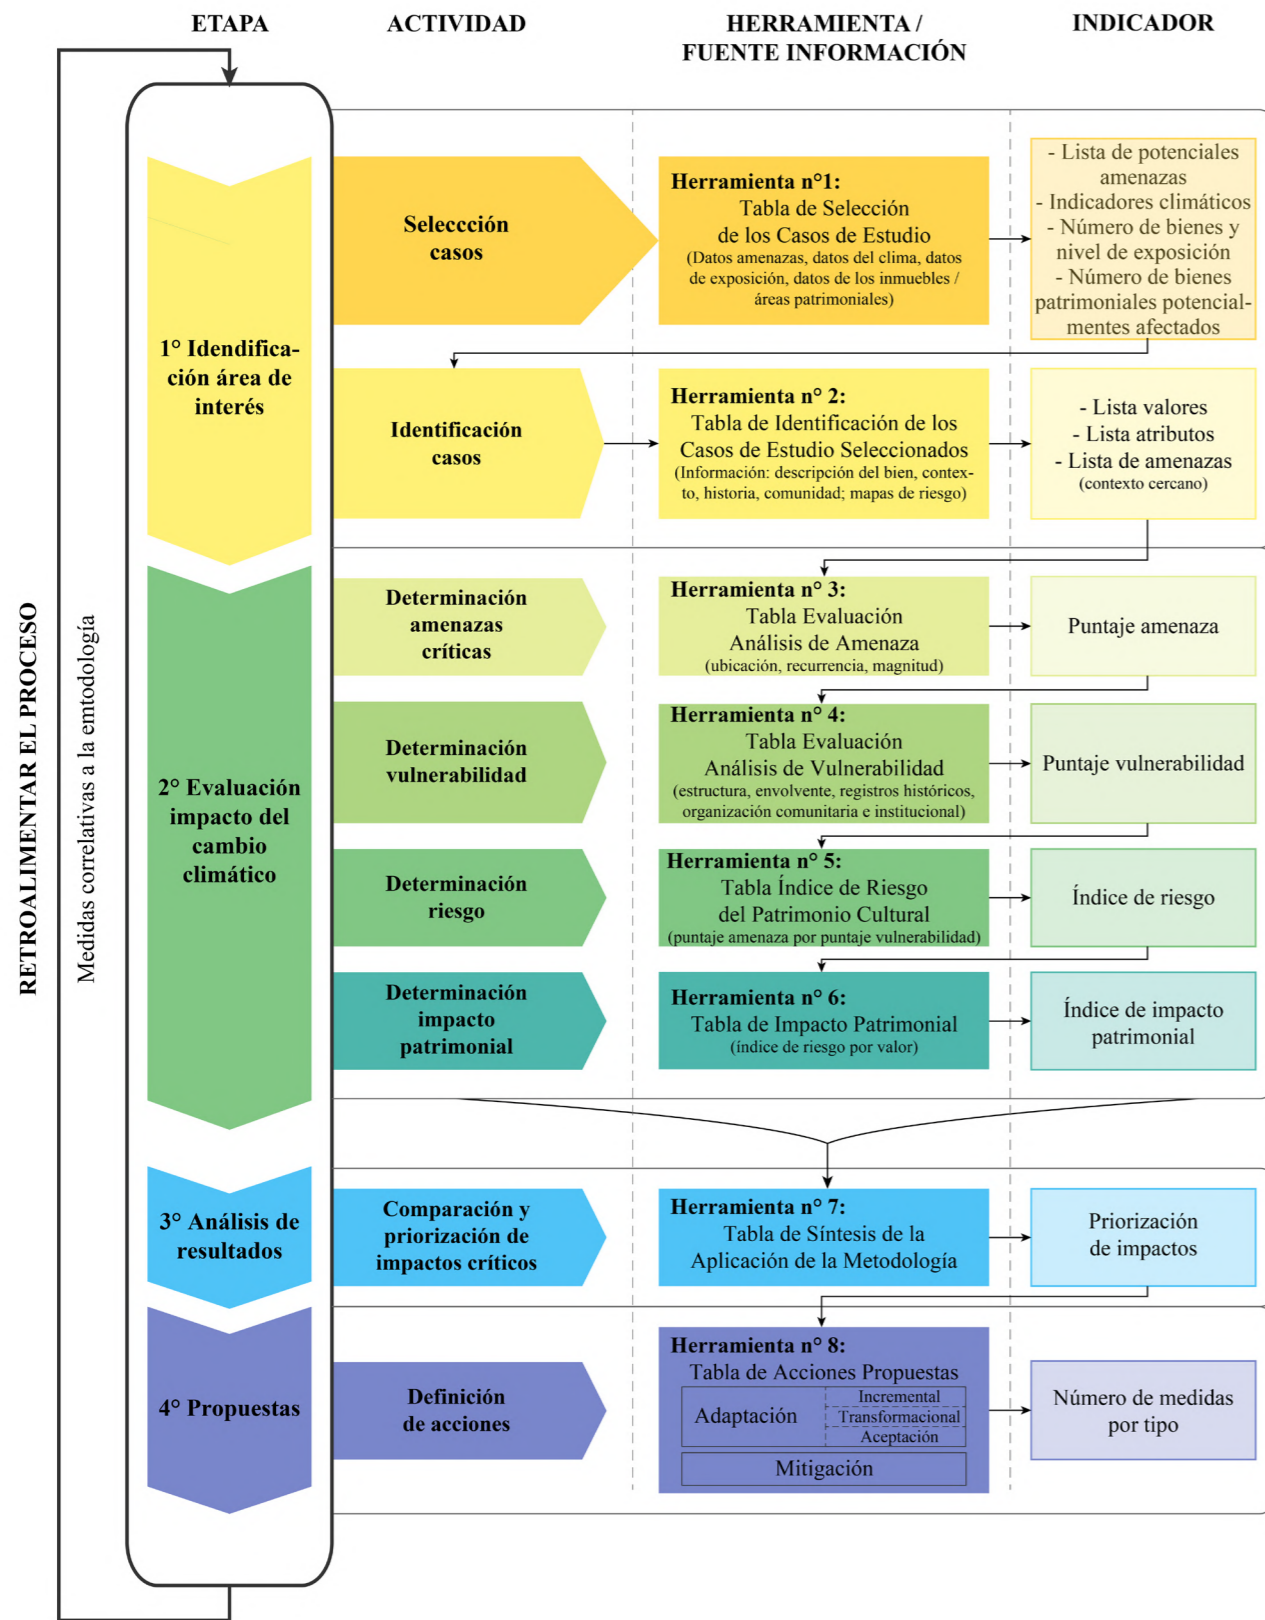 ETAPA
ACTIVIDAD
HERRAMIENTA /
FUENTE INFORMACIÓN
INDICADOR
RETROALIMENTAR EL PROCESO
Medidas correlativas a la emtodología
1° Idendifica-
ción área de
interés
Seleccción
casos
Herramienta n°1:
Tabla de Selección
de los Casos de Estudio
(Datos amenazas, datos del clima, datos
de exposición, datos de los inmuebles /
áreas patrimoniales)
- Lista de potenciales
amenazas
- Indicadores climáticos
- Número de bienes y
nivel de exposición
- Número de bienes
patrimoniales potencial-
mentes afectados
Identificación
casos
Herramienta n° 2:
Tabla de Identificación de los
Casos de Estudio Seleccionados
(Información: descripción del bien, contex-
to, historia, comunidad; mapas de riesgo)
- Lista valores
- Lista atributos
- Lista de amenazas
(contexto cercano)
2° Evaluación
impacto del
cambio
climático
Determinación
amenazas
críticas
Herramienta n° 3:
Tabla Evaluación
Análisis de Amenaza
(ubicación, recurrencia, magnitud)
Puntaje amenaza
Determinación
vulnerabilidad
Herramienta n° 4:
Tabla Evaluación
Análisis de Vulnerabilidad
(estructura, envolvente, registros históricos,
organización comunitaria e institucional)
Puntaje vulnerabilidad
Determinación
riesgo
Herramienta n° 5:
Tabla Índice de Riesgo
del Patrimonio Cultural
(puntaje amenaza por puntaje vulnerabilidad)
Índice de riesgo
Determinación
impacto
patrimonial
Herramienta n° 6:
Tabla de Impacto Patrimonial
(índice de riesgo por valor)
Índice de impacto
patrimonial
3° Análisis de
resultados
Comparación y
priorización de
impactos críticos
Herramienta n° 7:
Tabla de Síntesis de la
Aplicación de la Metodología
Priorización
de impactos
4° Propuestas
Definición
de acciones
Herramienta n° 8:
Tabla de Acciones Propuestas
Adaptación
Incremental
Transformacional
Aceptación
Mitigación
Número de medidas
por tipo